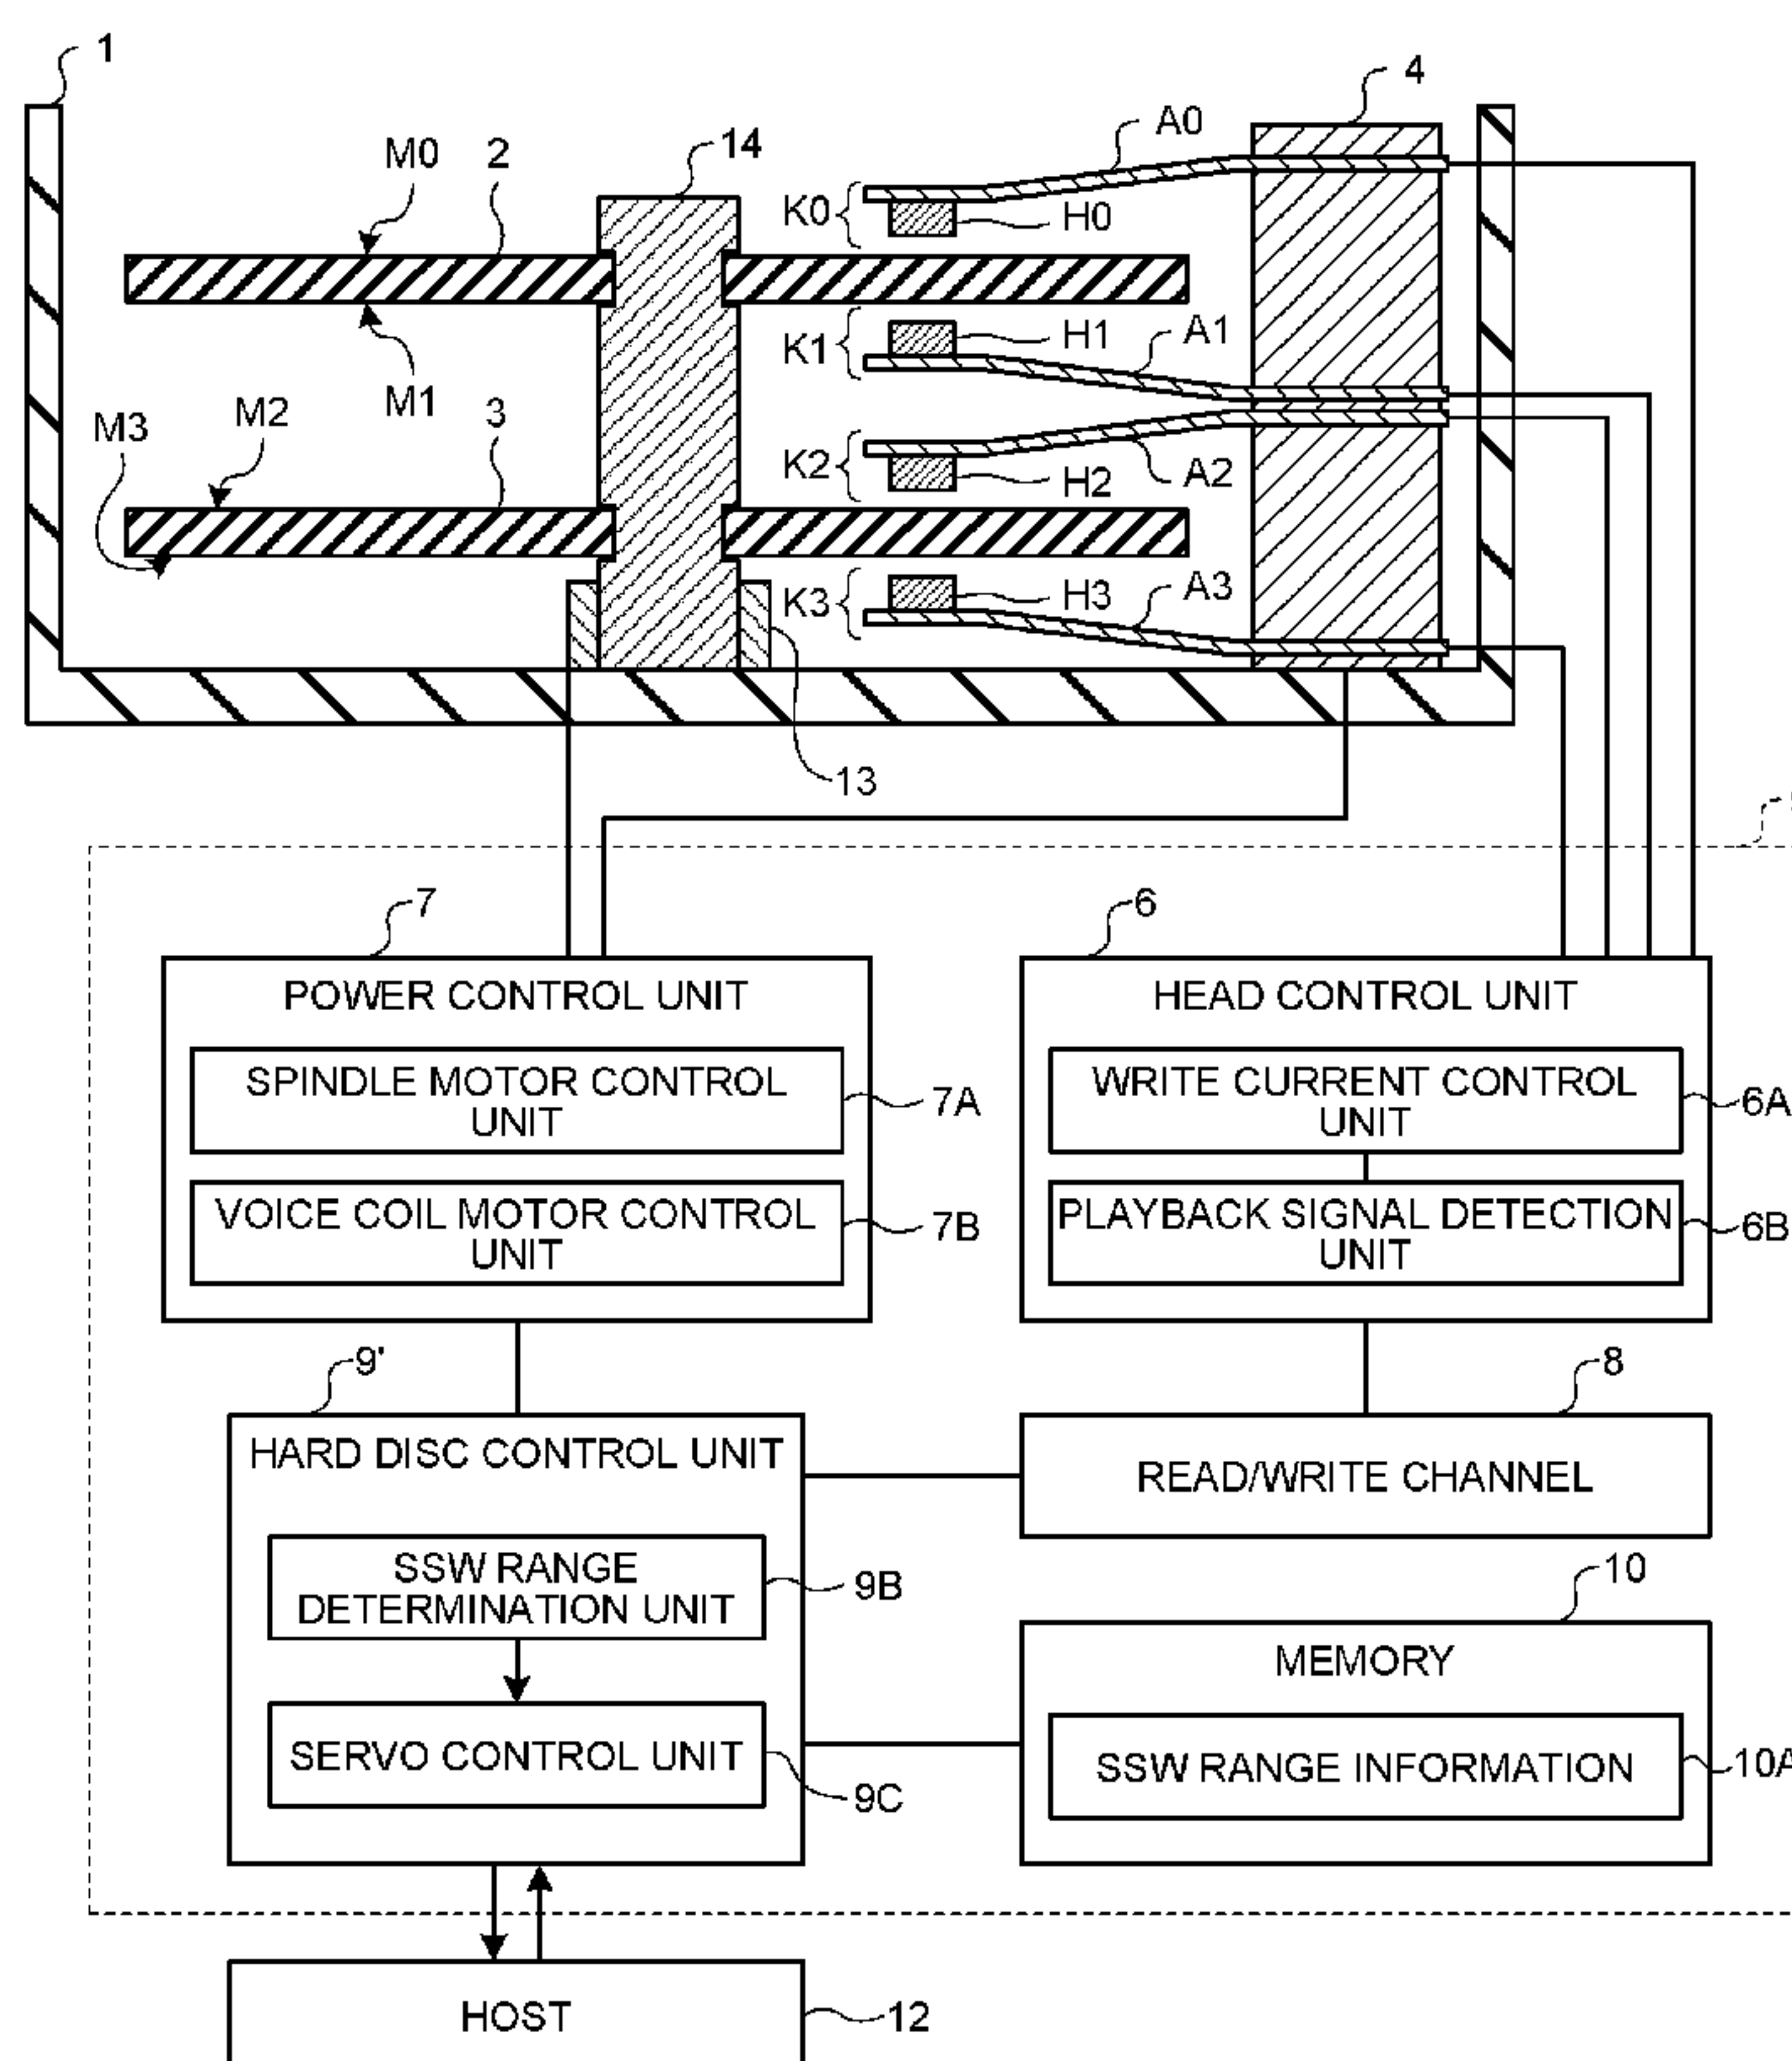 1
4
A0
14
M0
2
K0
H0
K1
H1
A1
M1
M2
3
M3
K2
H2
A2
K3
H3
A3
13
7
6
POWER CONTROL UNIT
HEAD CONTROL UNIT
SPINDLE MOTOR CONTROL
UNIT
7A
WRITE CURRENT CONTROL
UNIT
6A
VOICE COIL MOTOR CONTROL
UNIT
7B
PLAYBACK SIGNAL DETECTION
UNIT
6B
9'
8
HARD DISC CONTROL UNIT
READ/WRITE CHANNEL
SSW RANGE
DETERMINATION UNIT
9B
10
MEMORY
SERVO CONTROL UNIT
9C
SSW RANGE INFORMATION
10A
HOST
12